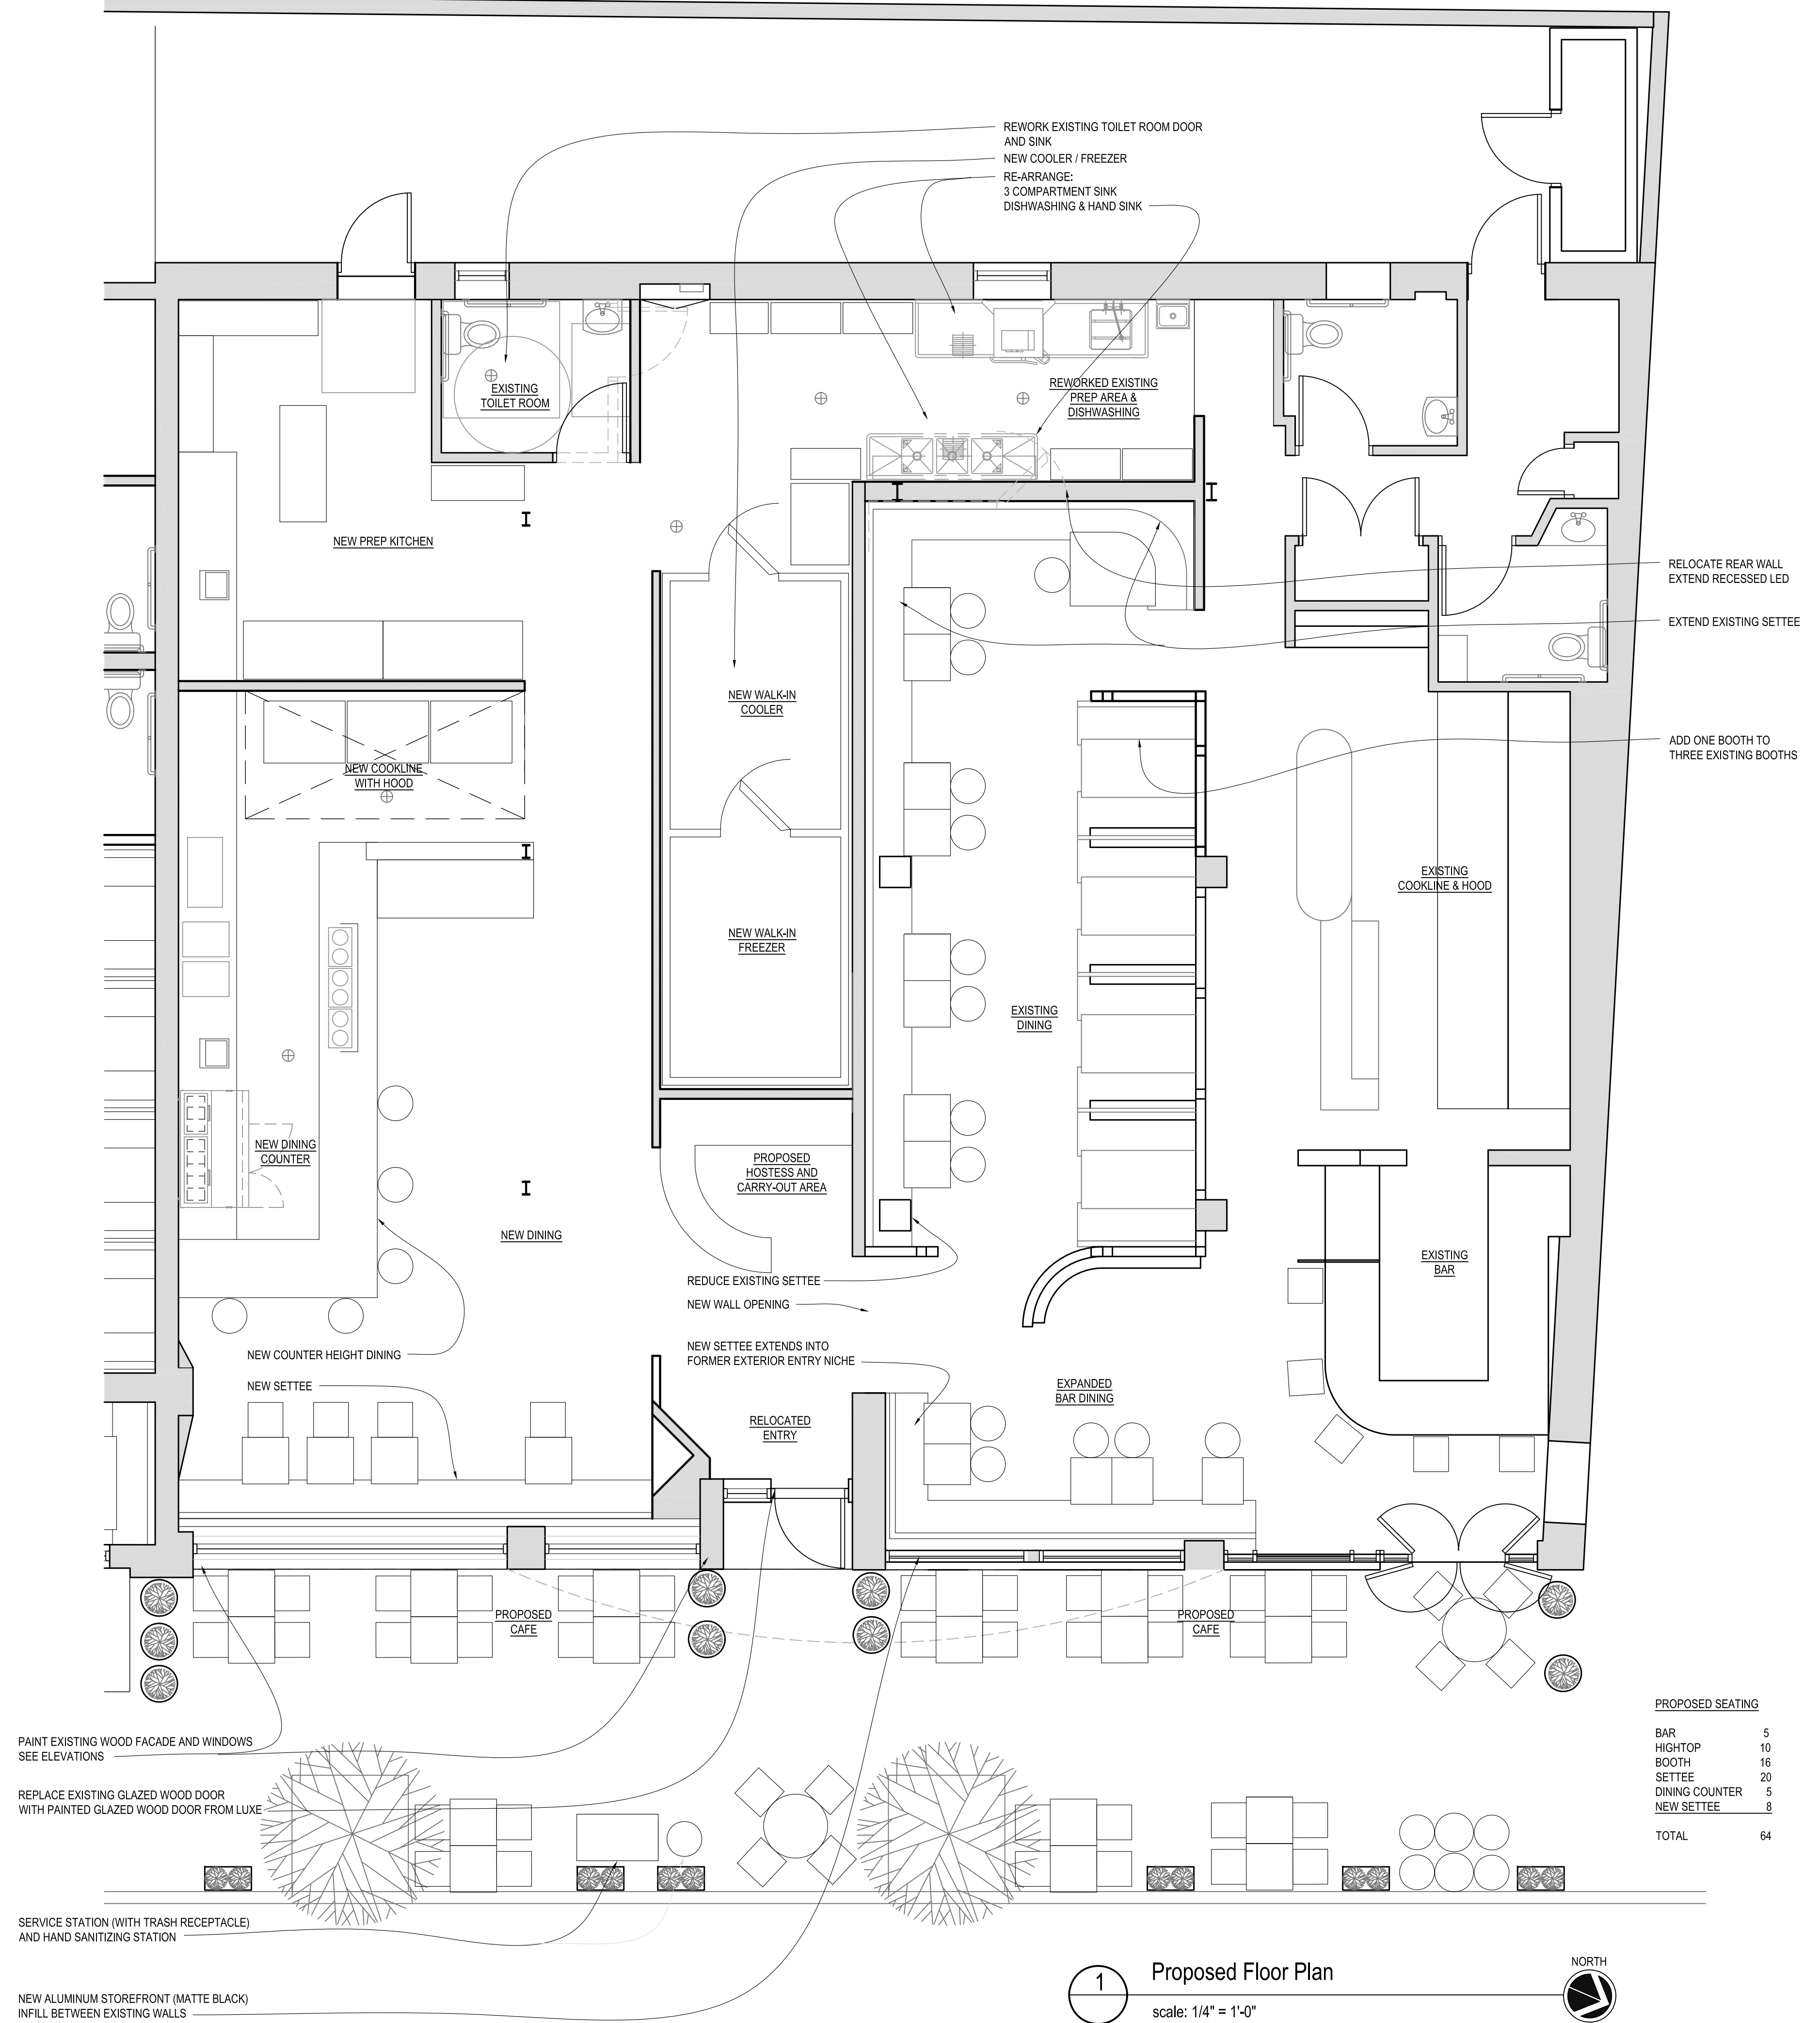 REWORK EXISTING TOILET ROOM DOOR
AND SINK
NEW COOLER / FREEZER
RE-ARRANGE:
3 COMPARTMENT SINK
DISHWASHING & HAND SINK
EXISTING
TOILET ROOM
REWORKED EXISTING
PREP AREA &
DISHWASHING
NEW PREP KITCHEN
RELOCATE REAR WALL
EXTEND RECESSED LED
EXTEND EXISTING SETTEE
NEW WALK-IN
COOLER
ADD ONE BOOTH TO
THREE EXISTING BOOTHS
NEW COOKLINE
WITH HOOD
EXISTING
COOKLINE & HOOD
NEW WALK-IN
FREEZER
EXISTING
DINING
NEW DINING
COUNTER
PROPOSED
HOSTESS AND
CARRY-OUT AREA
NEW DINING
EXISTING
BAR
REDUCE EXISTING SETTEE
NEW WALL OPENING
NEW SETTEE EXTENDS INTO
FORMER EXTERIOR ENTRY NICHE
NEW COUNTER HEIGHT DINING
NEW SETTEE
EXPANDED
BAR DINING
RELOCATED
ENTRY
PROPOSED
CAFE
PROPOSED
CAFE
PAINT EXISTING WOOD FACADE AND WINDOWS
SEE ELEVATIONS
REPLACE EXISTING GLAZED WOOD DOOR
WITH PAINTED GLAZED WOOD DOOR FROM LUXE
PROPOSED SEATING
BAR 5
HIGHTOP 10
BOOTH 16
SETTEE 20
DINING COUNTER 5
NEW SETTEE 8
TOTAL 64
SERVICE STATION (WITH TRASH RECEPTACLE)
AND HAND SANITIZING STATION
NEW ALUMINUM STOREFRONT (MATTE BLACK)
INFILL BETWEEN EXISTING WALLS
1
Proposed Floor Plan
scale: 1/4" = 1'-0"
NORTH